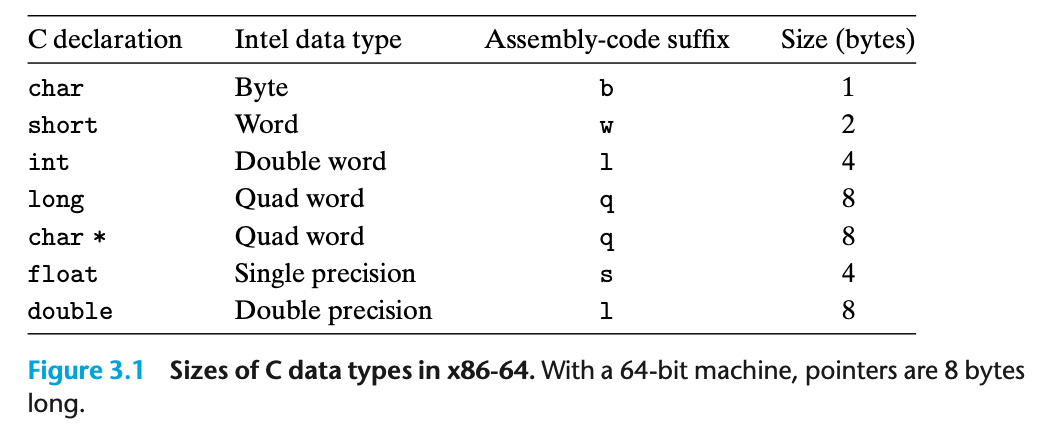 C declaration Intel data type Assembly-code suffix Size (bytes)
char Byte b 1
short Word w 2
int Double word l 4
long Quad word q 8
char * Quad word q 8
float Single precision s 4
double Double precision l 8
Figure 3.1 Sizes of C data types in x86-64. With a 64-bit machine, pointers are 8 bytes
long.